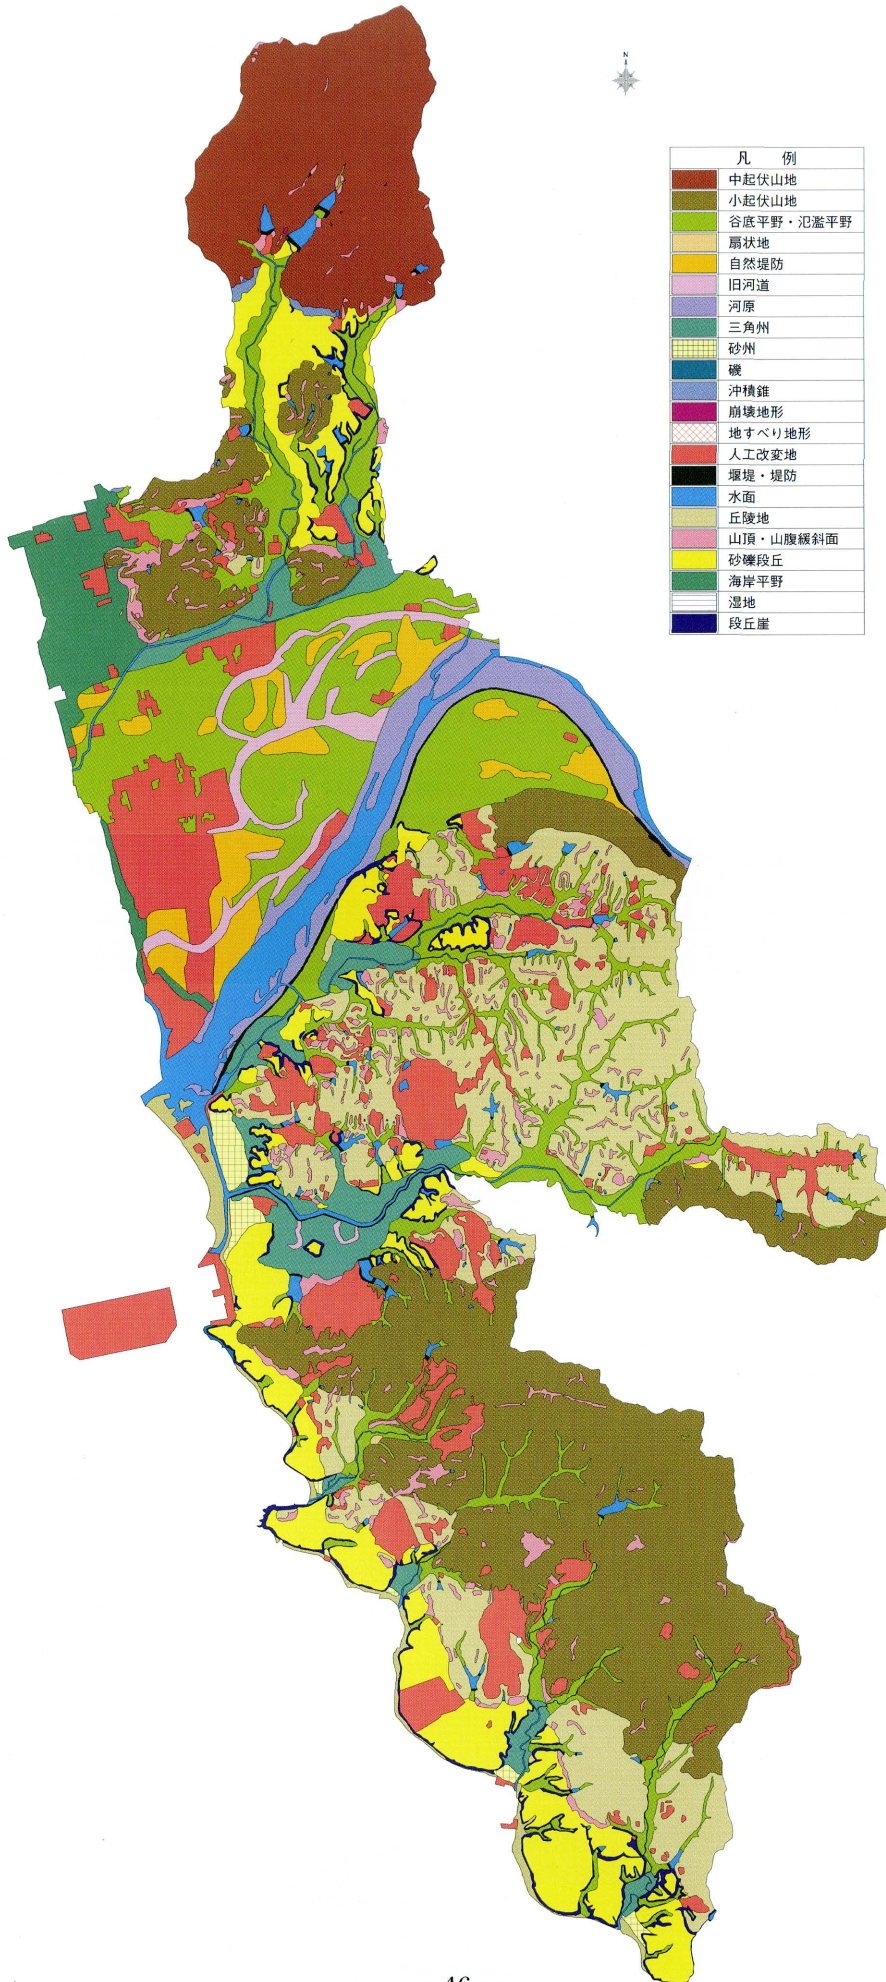 N
凡 例
中起伏山地
小起伏山地
谷底平野・氾濫平野
扇状地
自然堤防
旧河道
河原
三角州
砂州
磯
沖積錐
崩壊地形
地すべり地形
人工改変地
堰堤・堤防
水面
丘陵地
山頂・山腹緩斜面
砂礫段丘
海岸平野
湿地
段丘崖